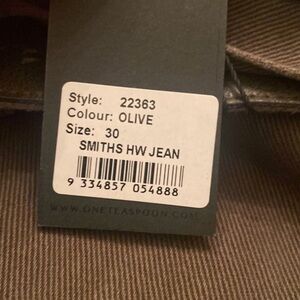 Style: 22363
Colour: OLIVE
Size: 30
SMITHS HW JEAN
9 334857 054888
WWW.ONETEASPOON.COM